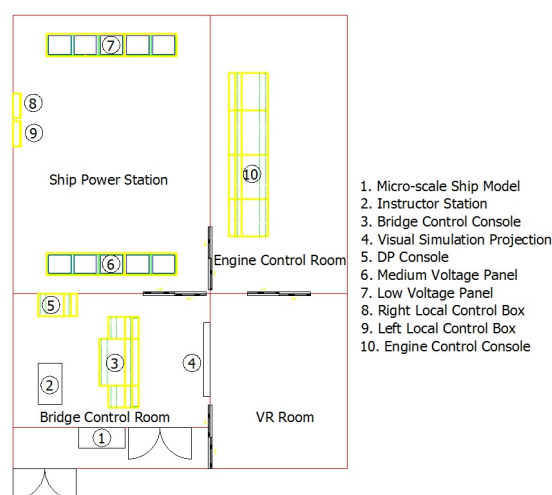 7
8
9
Ship Power Station
10
6
Engine Control Room
5
3
4
2
Bridge Control Room
VR Room
1
1. Micro-scale Ship Model
2. Instructor Station
3. Bridge Control Console
4. Visual Simulation Projection
5. DP Console
6. Medium Voltage Panel
7. Low Voltage Panel
8. Right Local Control Box
9. Left Local Control Box
10. Engine Control Console